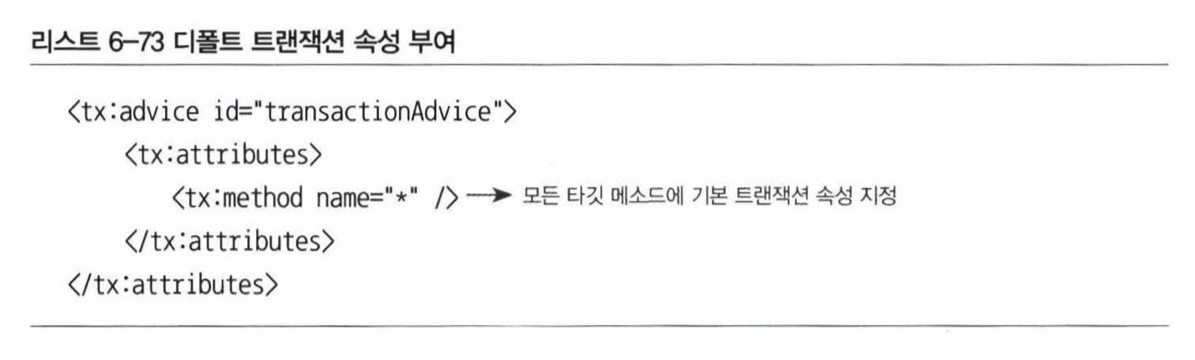 리스트 6-73 디폴트 트랜잭션 속성 부여
<tx:advice id="transactionAdvice">
<tx:attributes>
<tx:method name="*" /> → 모든 타깃 메소드에 기본 트랜잭션 속성 지정
</tx:attributes>
</tx:attributes>